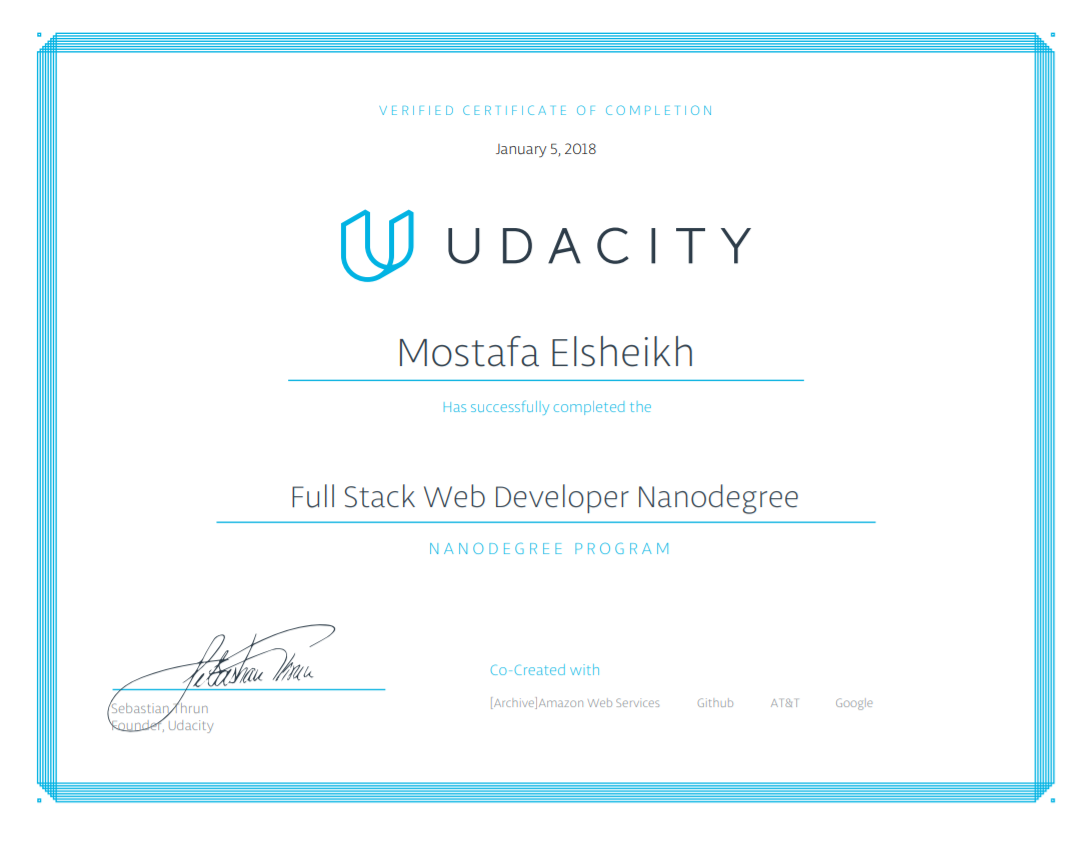 VERIFIED CERTIFICATE OF COMPLETION
January 5, 2018
UDACITY
Mostafa Elsheikh
Has successfully completed the
Full Stack Web Developer Nanodegree
NANODEGREE PROGRAM
Sebastian Thrun
Co-Created with
[Archive]Amazon Web Services Github AT&T Google
Sebastian Thrun
Founder, Udacity